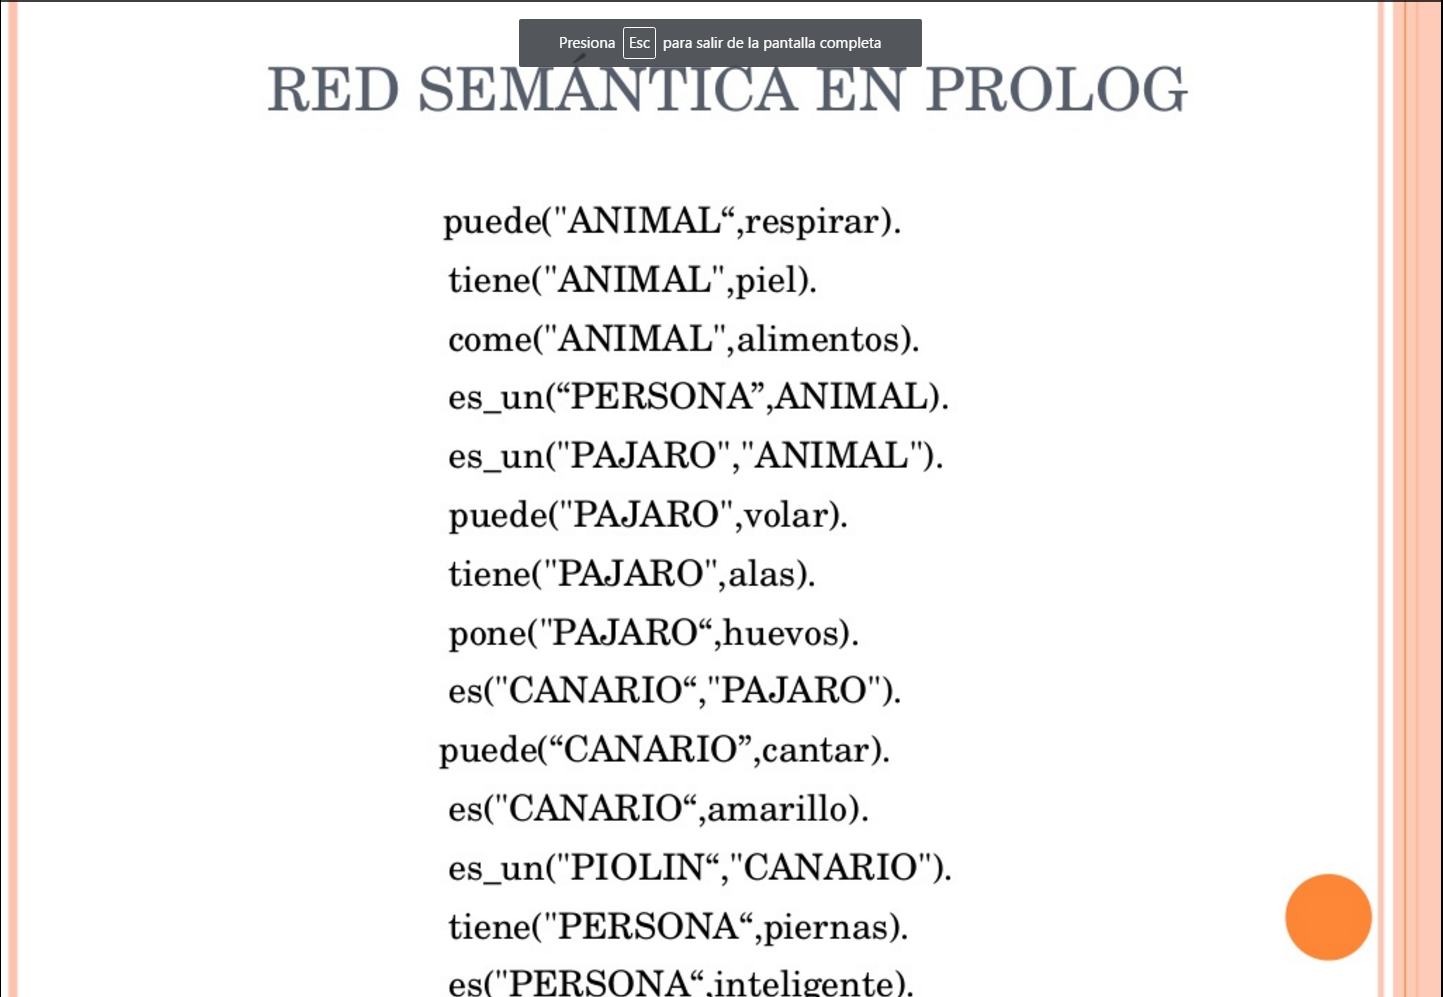 Presiona Esc para salir de la pantalla completa
RED SEMÁNTICA EN PROLOG
puede("ANIMAL“,respirar).
tiene("ANIMAL",piel).
come("ANIMAL",alimentos).
es_un(“PERSONA”,ANIMAL).
es_un("PAJARO","ANIMAL").
puede("PAJARO",volar).
tiene("PAJARO",alas).
pone("PAJARO“,huevos).
es("CANARIO“,"PAJARO").
puede(“CANARIO”,cantar).
es("CANARIO“,amarillo).
es_un("PIOLIN“,"CANARIO").
tiene("PERSONA“,piernas).
es("PERSONA“,inteligente).